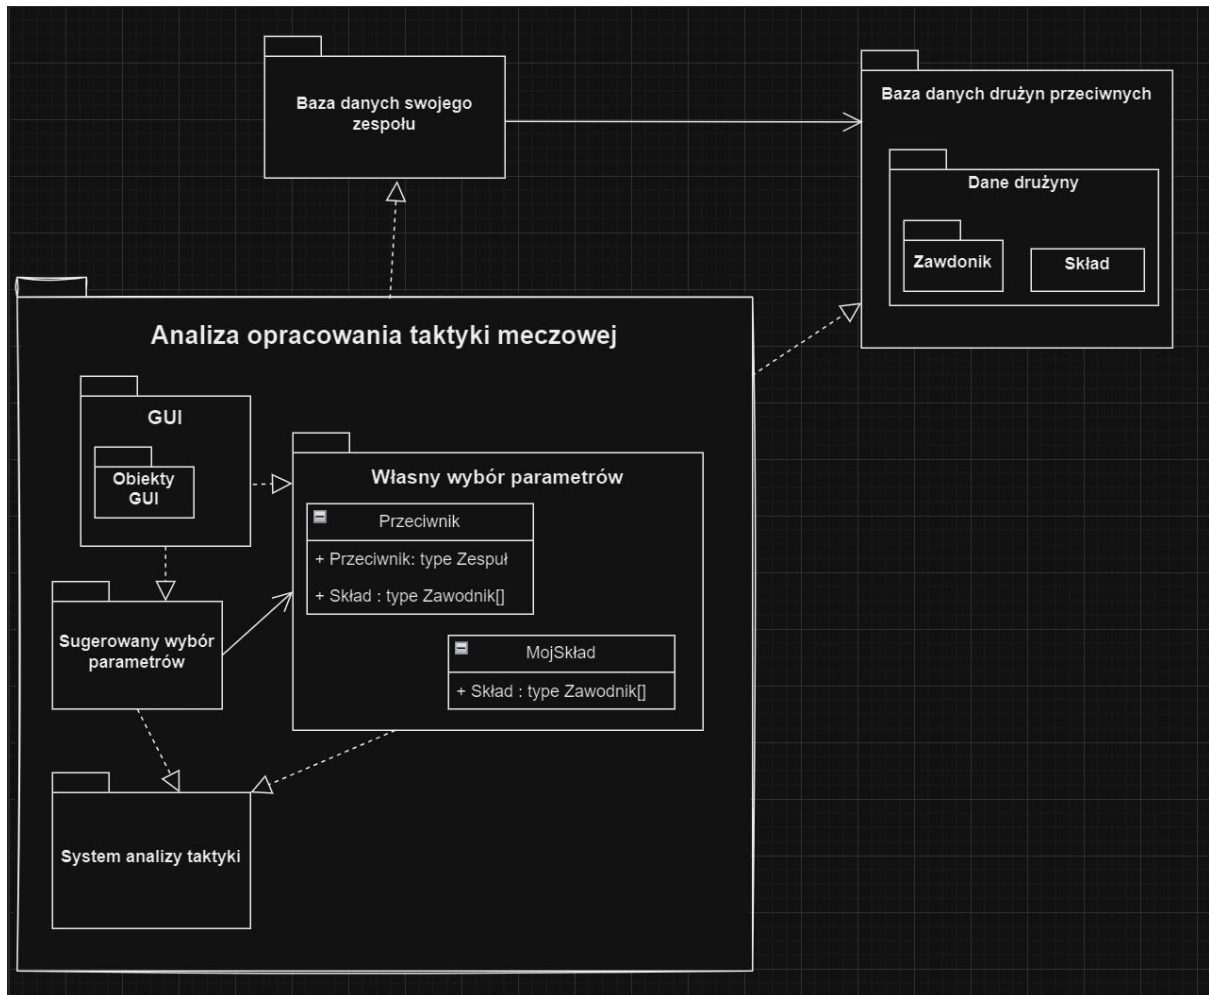 Baza danych swojego
zespołu
Baza danych drużyn przeciwnych
Dane drużyny
Zawdonik
Skład
Analiza opracowania taktyki meczowej
GUI
Obiekty
GUI
Własny wybór parametrów
Przeciwnik
+ Przeciwnik: type Zespuł
+ Skład : type Zawodnik[]
Sugerowany wybór
parametrów
MojSkład
+ Skład : type Zawodnik[]
System analizy taktyki